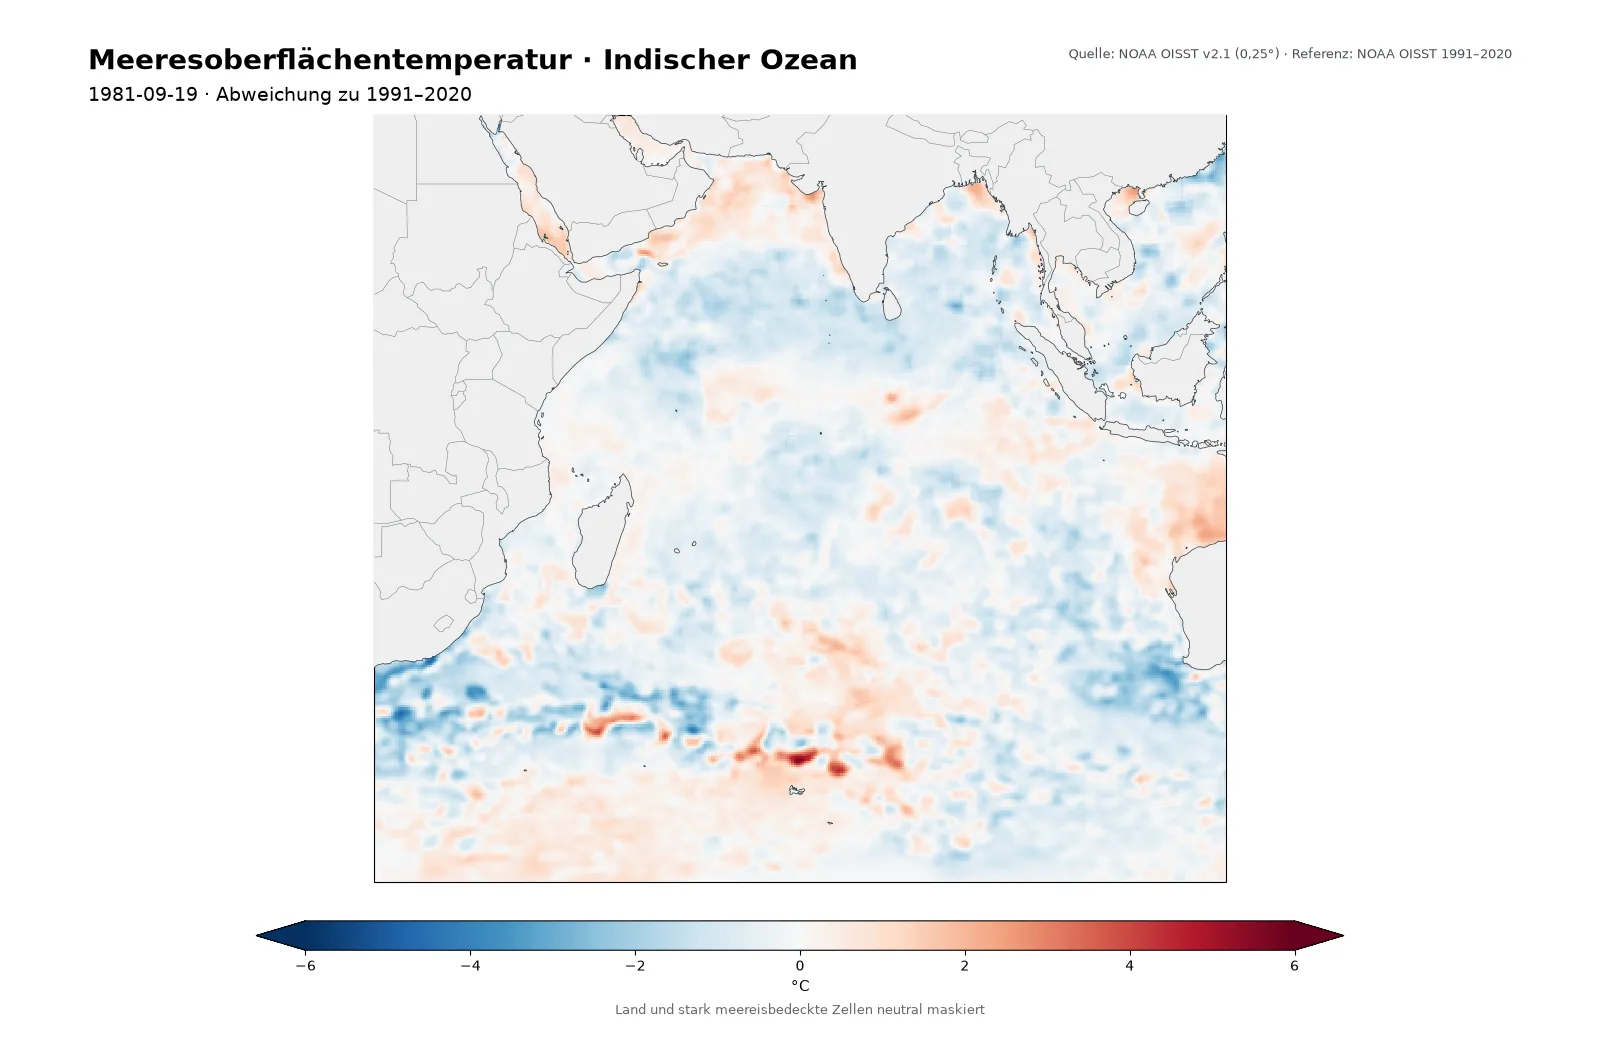 Meeresoberflächentemperatur · Indischer Ozean
Quelle: NOAA OISST v2.1 (0,25°) · Referenz: NOAA OISST 1991–2020
1981-09-19 · Abweichung zu 1991–2020
−6 −4 −2 0 2 4 6
°C
Land und stark meereisbedeckte Zellen neutral maskiert